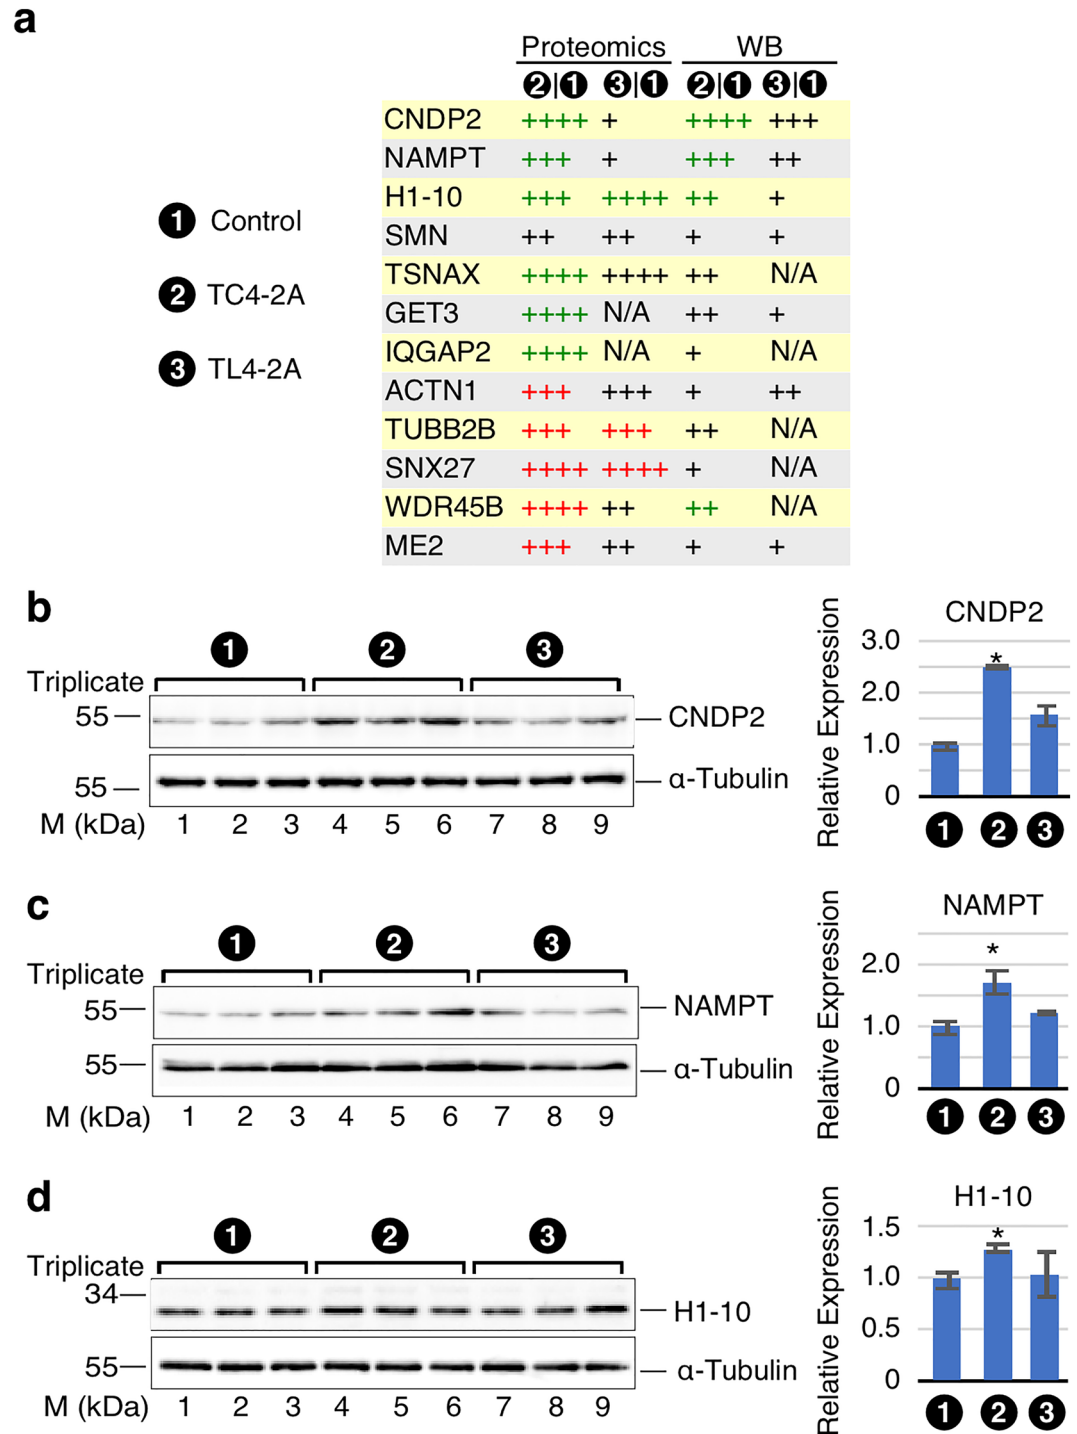 a
Proteomics WB
2|1 3|1 2|1 3|1
CNDP2 ++++ + ++++ +++
NAMPT +++ + +++ ++
H1-10 +++ ++++ ++ +
SMN ++ ++ + +
TSNAX ++++ ++++ ++ N/A
GET3 ++++ N/A ++ +
IQGAP2 ++++ N/A + N/A
ACTN1 +++ +++ + ++
TUBB2B +++ +++ ++ N/A
SNX27 ++++ ++++ + N/A
WDR45B ++++ ++ ++ N/A
ME2 +++ ++ + +
1 Control
2 TC4-2A
3 TL4-2A
b
1 2 3
Triplicate
55 CNDP2
55 α-Tubulin
M (kDa) 1 2 3 4 5 6 7 8 9
CNDP2
Relative Expression
3.0
*
2.0
1.0
0
1 2 3
c
1 2 3
Triplicate
55 NAMPT
55 α-Tubulin
M (kDa) 1 2 3 4 5 6 7 8 9
NAMPT
Relative Expression
*
2.0
1.0
0
1 2 3
d
1 2 3
Triplicate
34
H1-10
55 α-Tubulin
M (kDa) 1 2 3 4 5 6 7 8 9
H1-10
Relative Expression
1.5
*
1.0
0.5
0
1 2 3